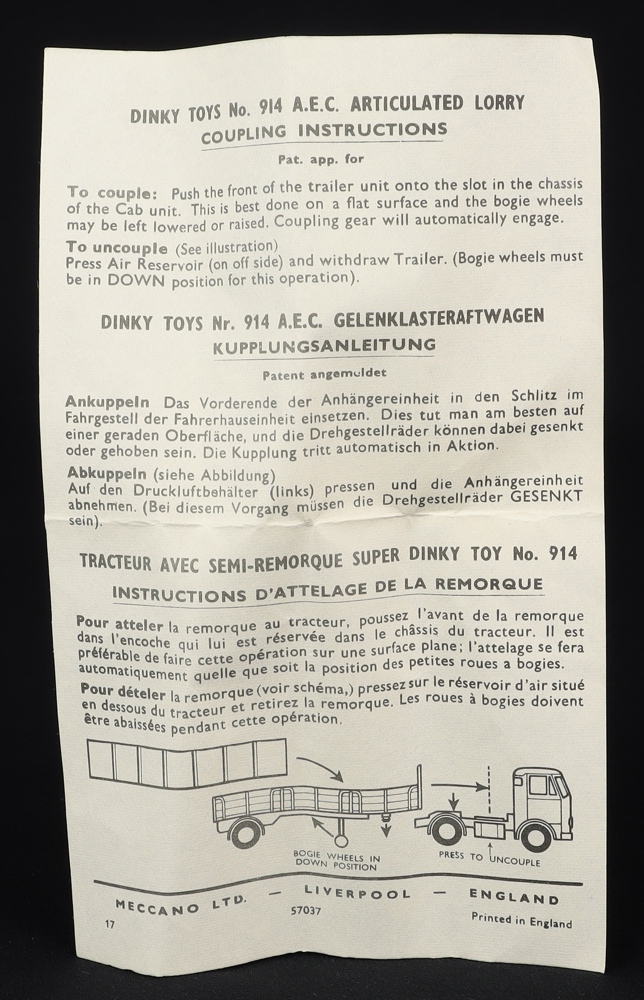 DINKY TOYS No. 914 A.E.C. ARTICULATED LORRY
COUPLING INSTRUCTIONS
Pat. app. for
To couple: Push the front of the trailer unit onto the slot in the chassis
of the Cab unit. This is best done on a flat surface and the bogie wheels
may be left lowered or raised. Coupling gear will automatically engage.
To uncouple (See illustration)
Press Air Reservoir (on off side) and withdraw Trailer. (Bogie wheels must
be in DOWN position for this operation).
DINKY TOYS Nr. 914 A.E.C. GELENKLASTERAFTWAGEN
KUPPLUNGSANLEITUNG
Patent angemeldet
Ankuppeln Das Vorderende der Anhängereinheit in den Schlitz im
Fahrgestell der Fahrerhauseinheit einsetzen. Dies tut man am besten auf
einer geraden Oberfläche, und die Drehgestellräder können dabei gesenkt
oder gehoben sein. Die Kupplung tritt automatisch in Aktion.
Abkuppeln (siehe Abbildung)
Auf den Druckluftbehälter (links) pressen und die Anhängereinheit
abnehmen. (Bei diesem Vorgang müssen die Drehgestellräder GESENKT
sein).
TRACTEUR AVEC SEMI-REMORQUE SUPER DINKY TOY No. 914
INSTRUCTIONS D'ATTELAGE DE LA REMORQUE
Pour atteler la remorque au tracteur, poussez l'avant de la remorque
dans l'encoche qui lui est réservée dans le châssis du tracteur. Il est
préférable de faire cette opération sur une surface plane; l'attelage se fera
automatiquement quelle que soit la position des petites roues a bogies.
Pour dételer la remorque (voir schéma,) pressez sur le réservoir d'air situé
en dessous du tracteur et retirez la remorque. Les roues à bogies doivent
être abaissées pendant cette opération.
BOGIE WHEELS IN
DOWN POSITION
PRESS TO UNCOUPLE
MECCANO LTD. — LIVERPOOL — ENGLAND
17
57037
Printed in England